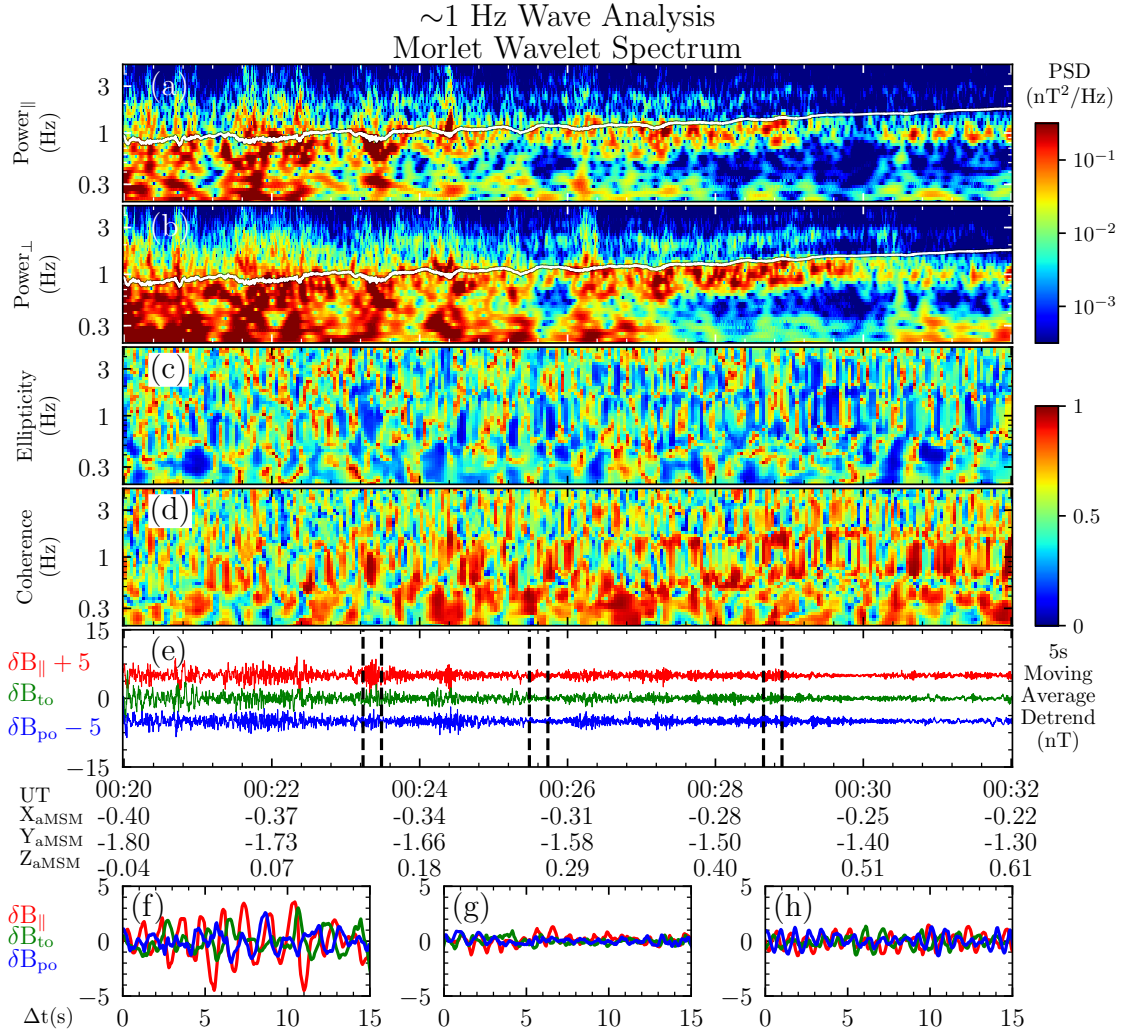 ∼1 Hz Wave Analysis
Morlet Wavelet Spectrum
(a)
Power∥
(Hz)
3
1
0.3
PSD
(nT²/Hz)
10⁻¹
10⁻²
10⁻³
(b)
Power⊥
(Hz)
3
1
0.3
(c)
Ellipticity
(Hz)
3
1
0.3
(d)
Coherence
(Hz)
3
1
0.3
1
0.5
0
(e)
15
0
−15
δB∥ + 5
δBto
δBpo − 5
5s
Moving
Average
Detrend
(nT)
UT 00:20 00:22 00:24 00:26 00:28 00:30 00:32
XaMSM -0.40 -0.37 -0.34 -0.31 -0.28 -0.25 -0.22
YaMSM -1.80 -1.73 -1.66 -1.58 -1.50 -1.40 -1.30
ZaMSM -0.04 0.07 0.18 0.29 0.40 0.51 0.61
δB∥
δBto
δBpo
5
0
−5
(f)
5
0
−5
(g)
5
0
−5
(h)
Δt(s) 0 5 10 15 0 5 10 15 0 5 10 15